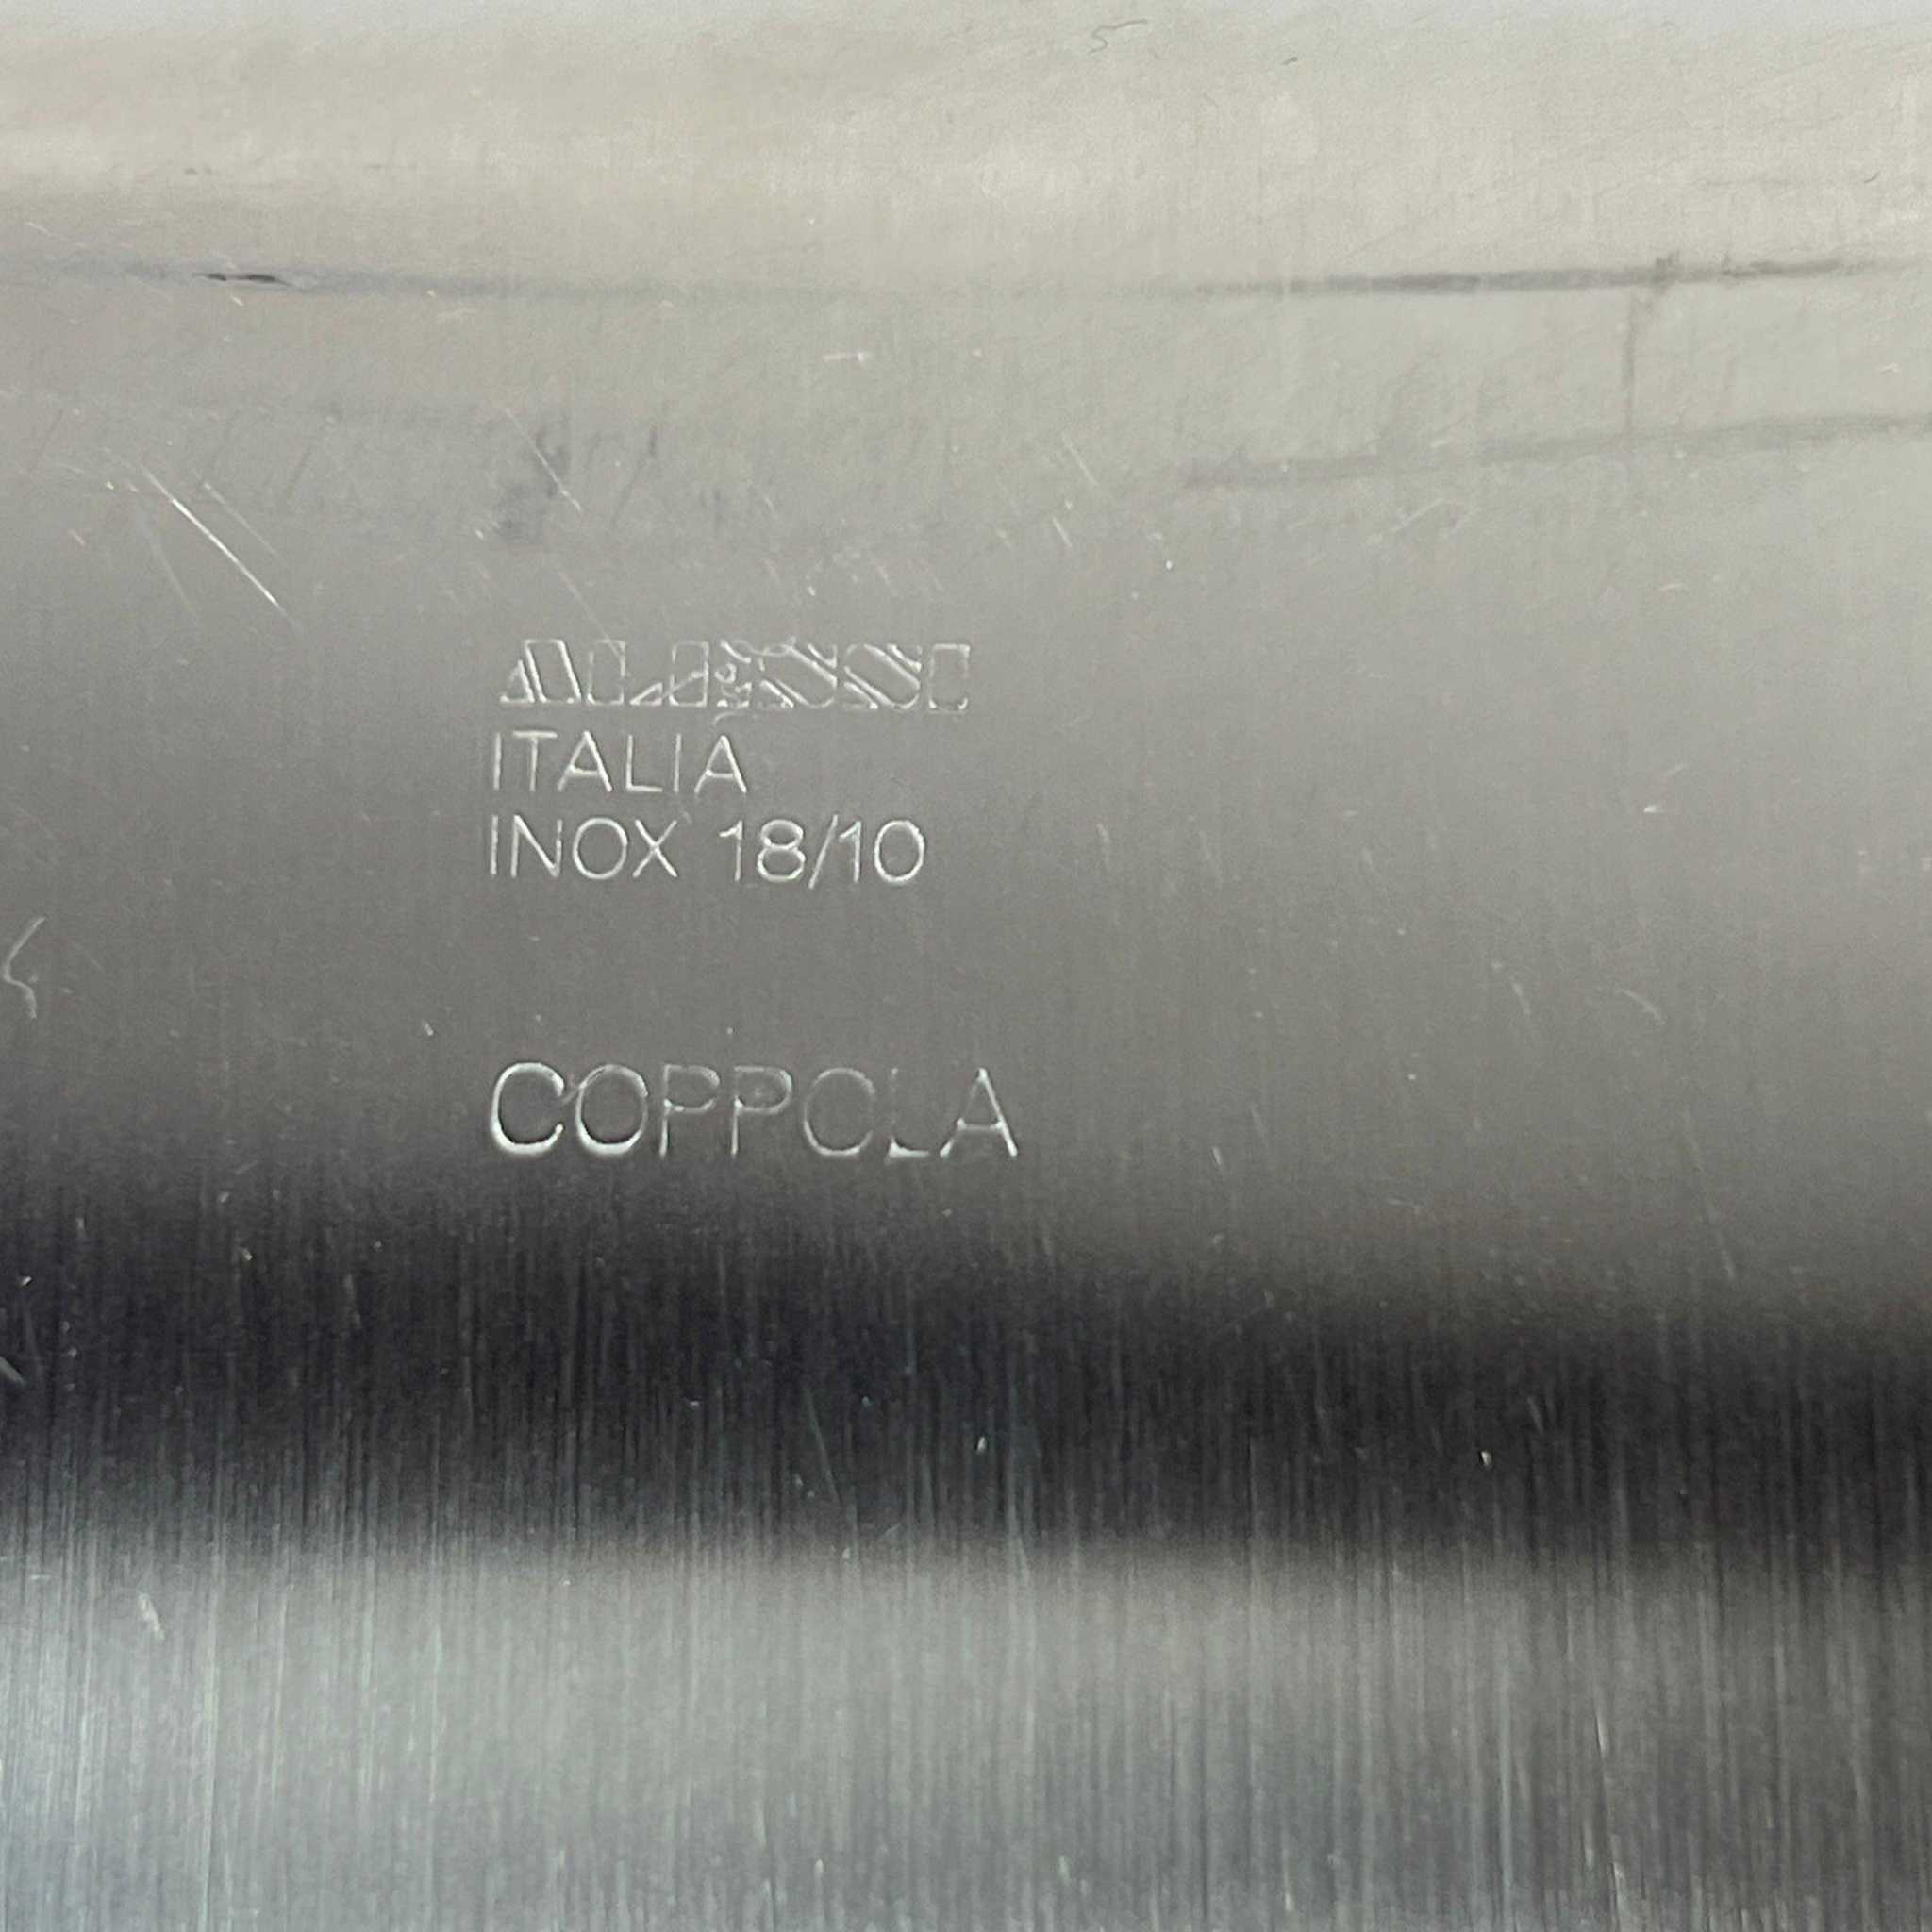 ALESSI
ITALIA
INOX 18/10
COPPOLA